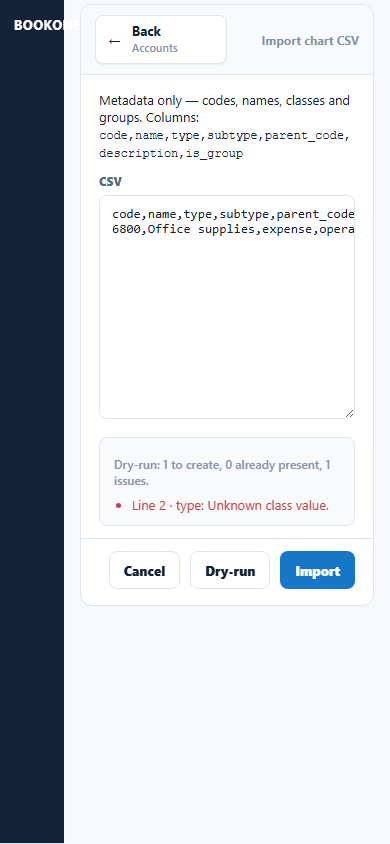 BOOKONE
← Back
Accounts
Import chart CSV
Metadata only — codes, names, classes and
groups. Columns:
code,name,type,subtype,parent_code,
description,is_group
CSV
code,name,type,subtype,parent_code
6800,Office supplies,expense,opera
Dry-run: 1 to create, 0 already present, 1
issues.
• Line 2 · type: Unknown class value.
Cancel
Dry-run
Import